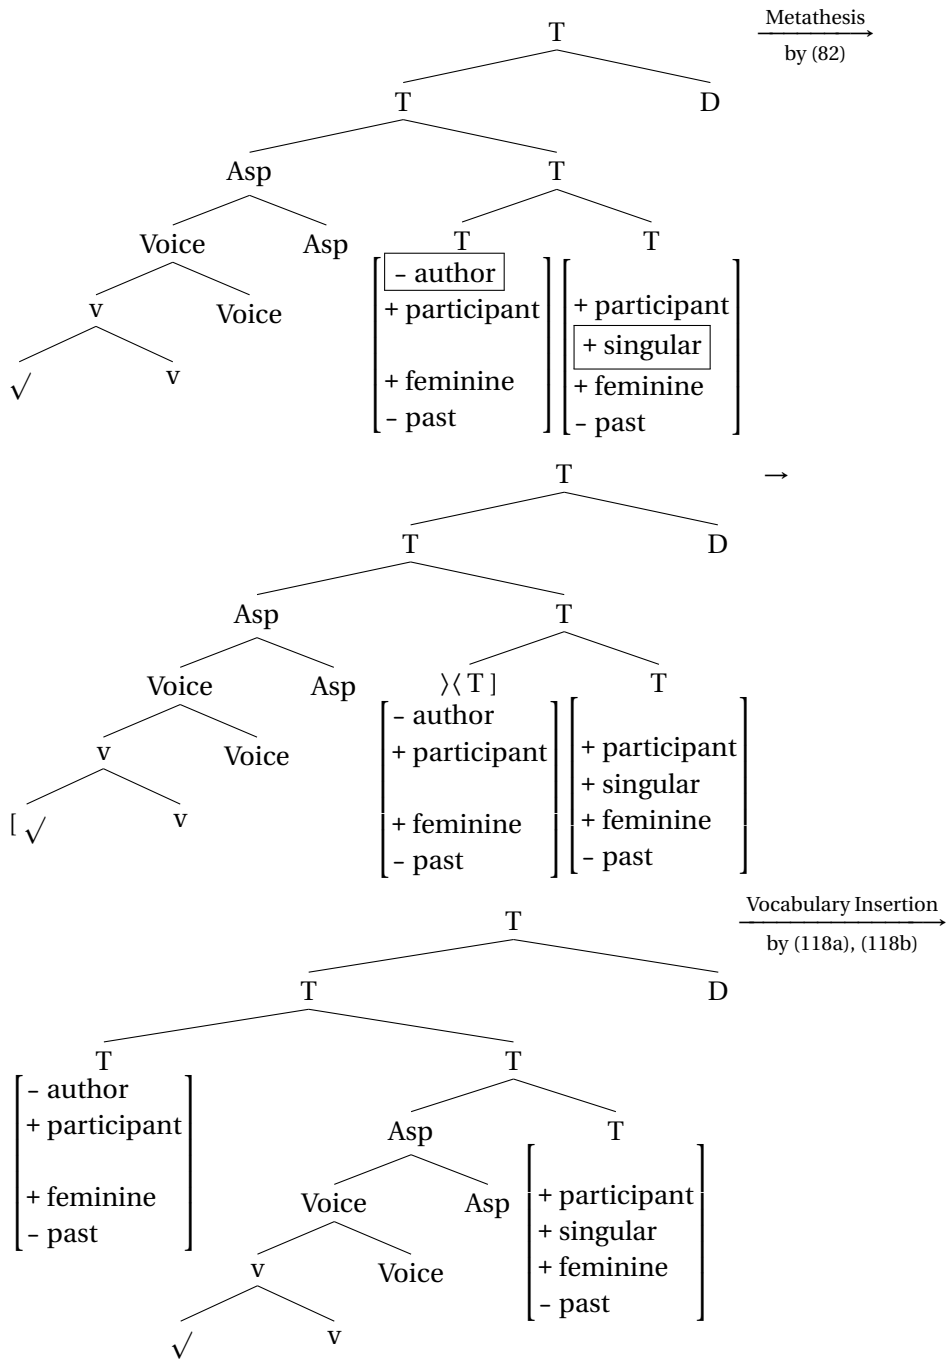 T Metathesis
by (82)
T D
Asp T
Voice Asp T T
– author
v Voice + participant + participant
+ singular
√ v + feminine + feminine
– past – past
T →
T D
Asp T
Voice Asp ⟩⟨ T ] T
– author
v Voice + participant + participant
+ singular
[ √ v + feminine + feminine
– past – past
T Vocabulary Insertion
by (118a), (118b)
T D
T T
– author
+ participant Asp T
+ feminine Voice Asp + participant
– past + singular
v Voice + feminine
– past
√ v